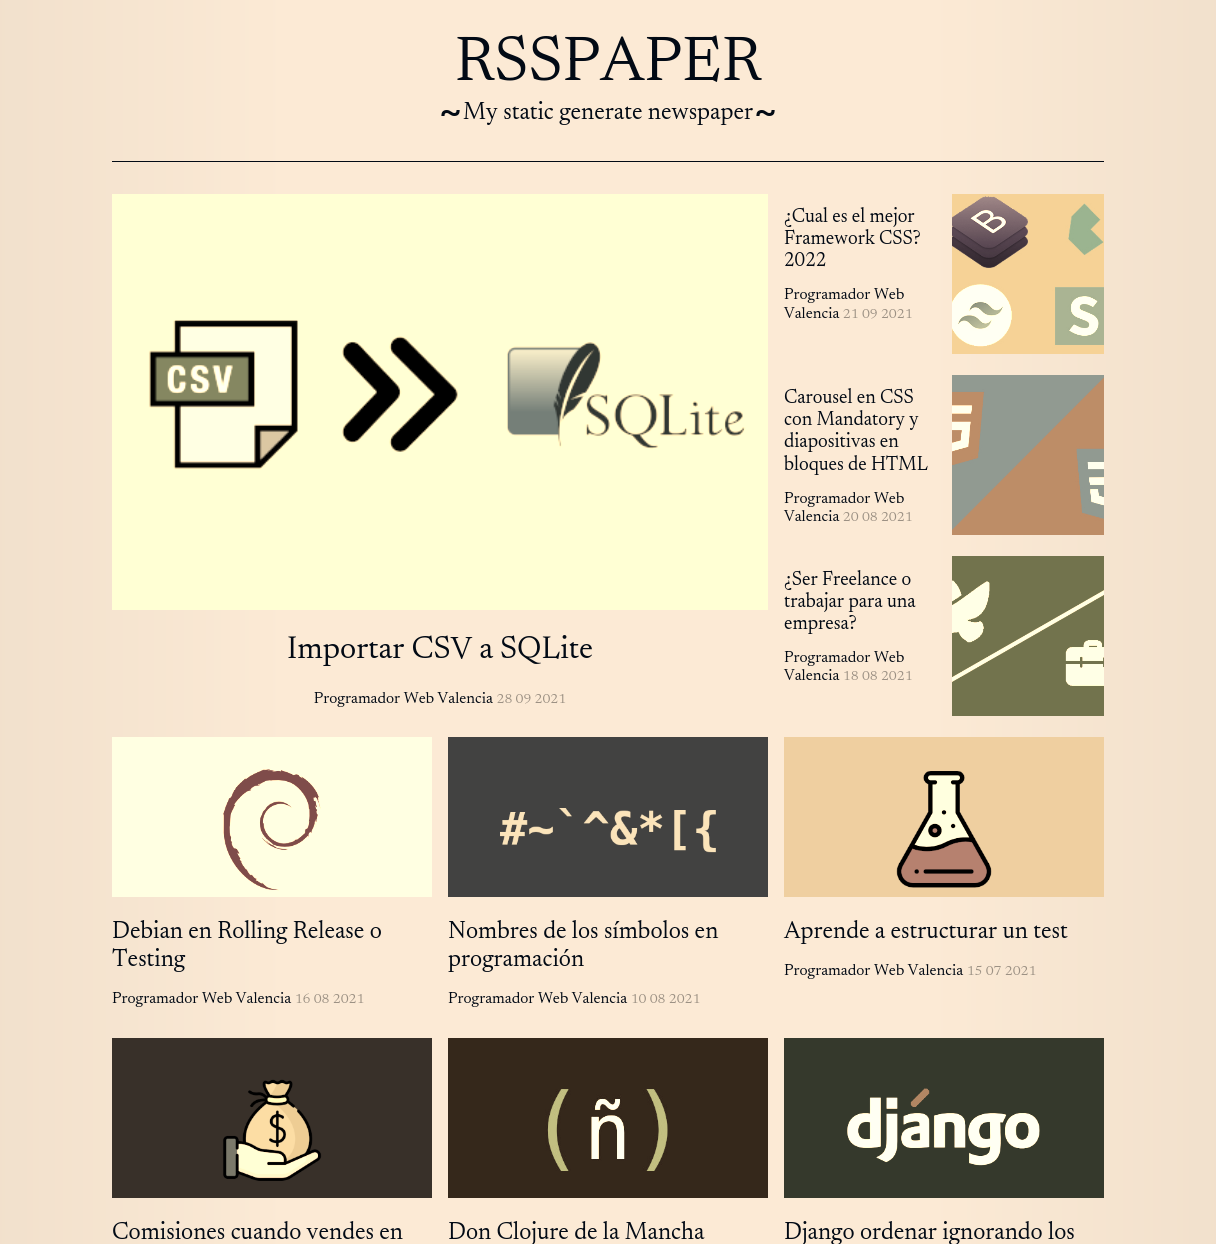 RSSPAPER
~My static generate newspaper~
CSV
SQLite
Importar CSV a SQLite
Programador Web Valencia 28 09 2021
¿Cual es el mejor
Framework CSS?
2022
Programador Web
Valencia 21 09 2021
B
S
Carousel en CSS
con Mandatory y
diapositivas en
bloques de HTML
Programador Web
Valencia 20 08 2021
¿Ser Freelance o
trabajar para una
empresa?
Programador Web
Valencia 18 08 2021
Debian en Rolling Release o
Testing
Programador Web Valencia 16 08 2021
#~`^&*[{
Nombres de los símbolos en
programación
Programador Web Valencia 10 08 2021
Aprende a estructurar un test
Programador Web Valencia 15 07 2021
$
Comisiones cuando vendes en
(ñ)
Don Clojure de la Mancha
djángo
Django ordenar ignorando los